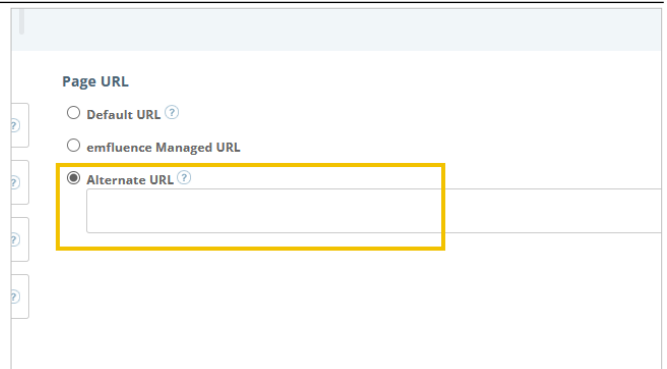 Page URL
Default URL ?
?
emfluence Managed URL
Alternate URL ?
?
?
?